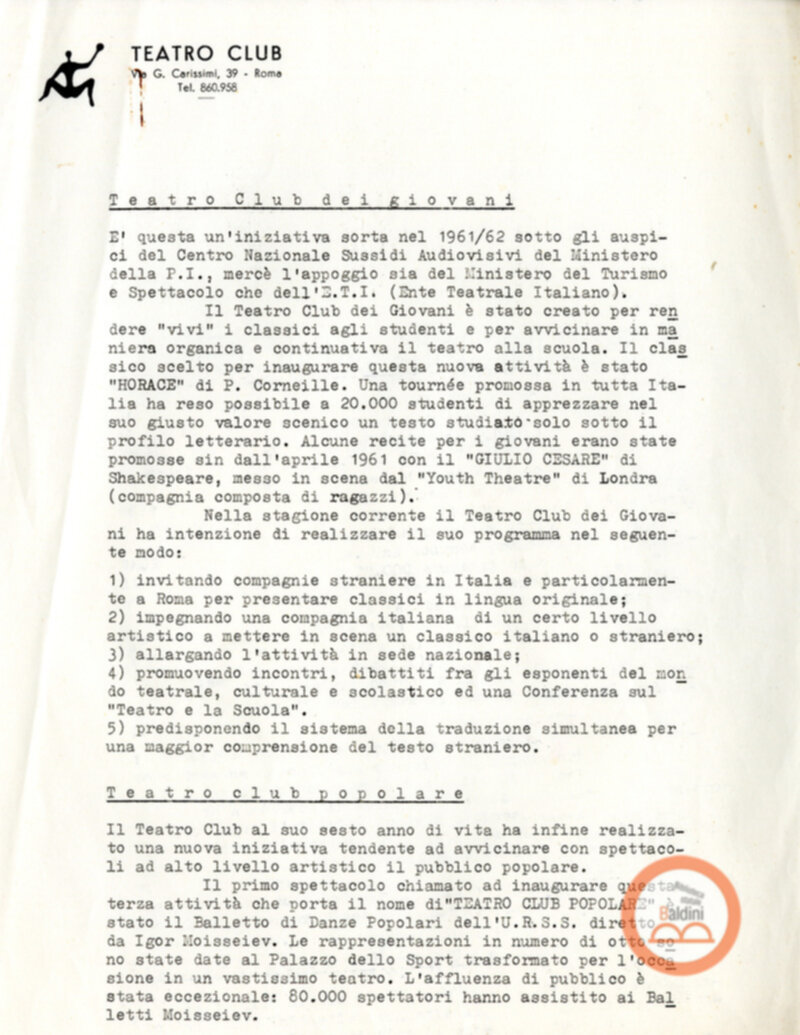 TEATRO CLUB
Via G. Carissimi, 39 - Roma
Tel. 860.958
Teatro Club dei giovani
E' questa un'iniziativa sorta nel 1961/62 sotto gli auspi-
ci del Centro Nazionale Sussidi Audiovisivi del Ministero
della P.I., mercè l'appoggio sia del Ministero del Turismo
e Spettacolo che dell'E.T.I. (Ente Teatrale Italiano).
Il Teatro Club dei Giovani è stato creato per ren
dere "vivi" i classici agli studenti e per avvicinare in ma
niera organica e continuativa il teatro alla scuola. Il clas
sico scelto per inaugurare questa nuova attività è stato
"HORACE" di P. Corneille. Una tournée promossa in tutta Ita-
lia ha reso possibile a 20.000 studenti di apprezzare nel
suo giusto valore scenico un testo studiato solo sotto il
profilo letterario. Alcune recite per i giovani erano state
promosse sin dall'aprile 1961 con il "GIULIO CESARE" di
Shakespeare, messo in scena dal "Youth Theatre" di Londra
(compagnia composta di ragazzi).
Nella stagione corrente il Teatro Club dei Giova-
ni ha intenzione di realizzare il suo programma nel seguen-
te modo:
1) invitando compagnie straniere in Italia e particolarmen-
te a Roma per presentare classici in lingua originale;
2) impegnando una compagnia italiana di un certo livello
artistico a mettere in scena un classico italiano o straniero;
3) allargando l'attività in sede nazionale;
4) promuovendo incontri, dibattiti fra gli esponenti del mon
do teatrale, culturale e scolastico ed una Conferenza sul
"Teatro e la Scuola".
5) predisponendo il sistema della traduzione simultanea per
una maggior comprensione del testo straniero.
Teatro club popolare
Il Teatro Club al suo sesto anno di vita ha infine realizza-
to una nuova iniziativa tendente ad avvicinare con spettaco-
li ad alto livello artistico il pubblico popolare.
Il primo spettacolo chiamato ad inaugurare questa
terza attività che porta il nome di"TEATRO CLUB POPOLARE" è
stato il Balletto di Danze Popolari dell'U.R.S.S. diretto
da Igor Moisseiev. Le rappresentazioni in numero di otto so
no state date al Palazzo dello Sport trasformato per l'occa
sione in un vastissimo teatro. L'affluenza di pubblico è
stata eccezionale: 80.000 spettatori hanno assistito ai Bal
letti Moisseiev.
Baldini